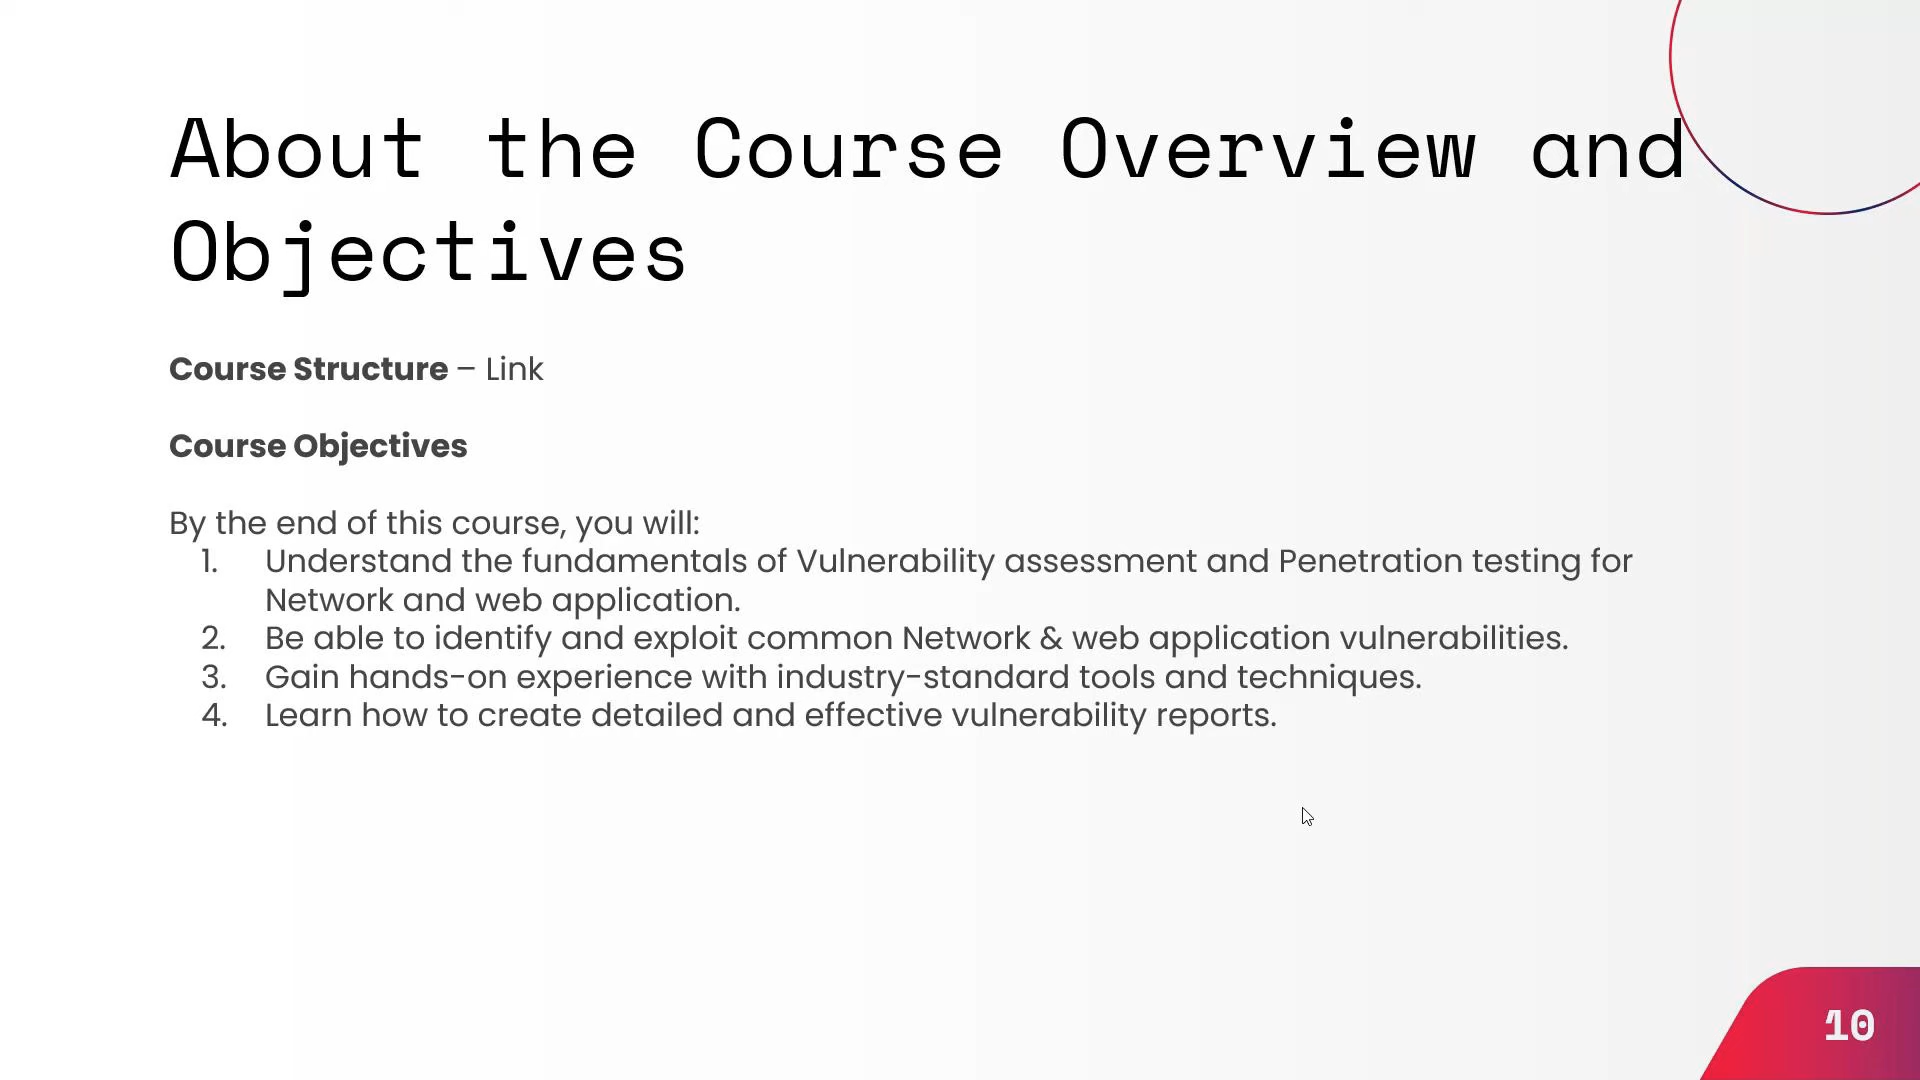 About the Course Overview and
Objectives
Course Structure – Link
Course Objectives
By the end of this course, you will:
1. Understand the fundamentals of Vulnerability assessment and Penetration testing for
Network and web application.
2. Be able to identify and exploit common Network & web application vulnerabilities.
3. Gain hands-on experience with industry-standard tools and techniques.
4. Learn how to create detailed and effective vulnerability reports.
10